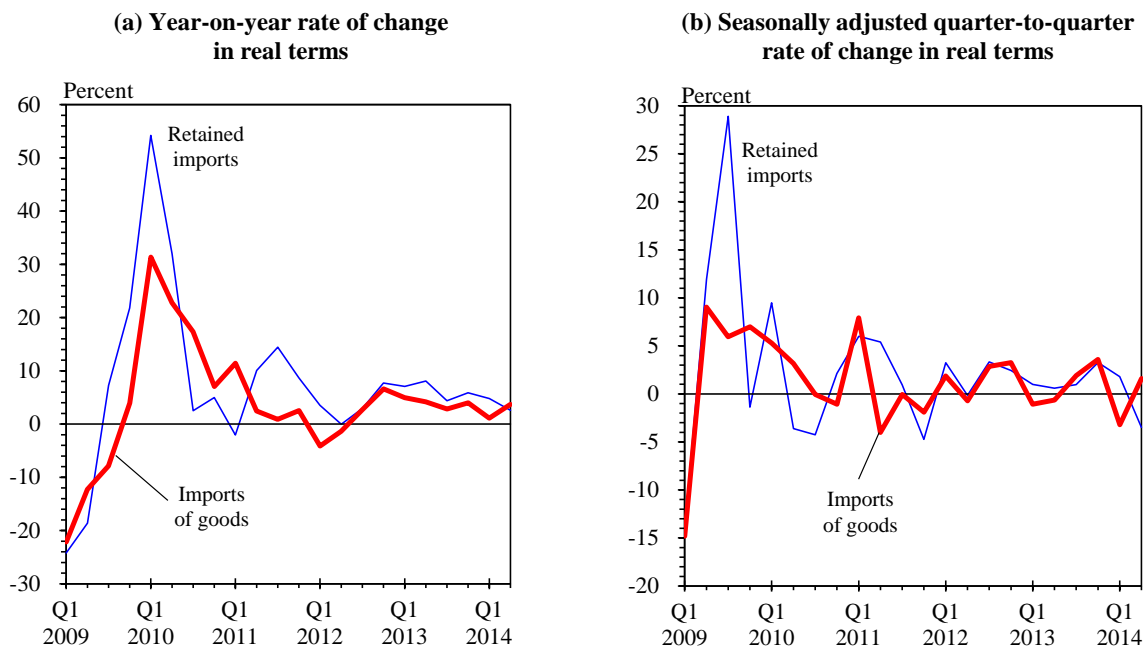 (a) Year-on-year rate of change
in real terms
Percent
60
50
40
30
20
10
0
-10
-20
-30
Retained
imports
Imports
of goods
Q1 Q1 Q1 Q1 Q1 Q1
2009 2010 2011 2012 2013 2014
(b) Seasonally adjusted quarter-to-quarter
rate of change in real terms
Percent
30
25
20
15
10
5
0
-5
-10
-15
-20
Retained
imports
Imports
of goods
Q1 Q1 Q1 Q1 Q1 Q1
2009 2010 2011 2012 2013 2014